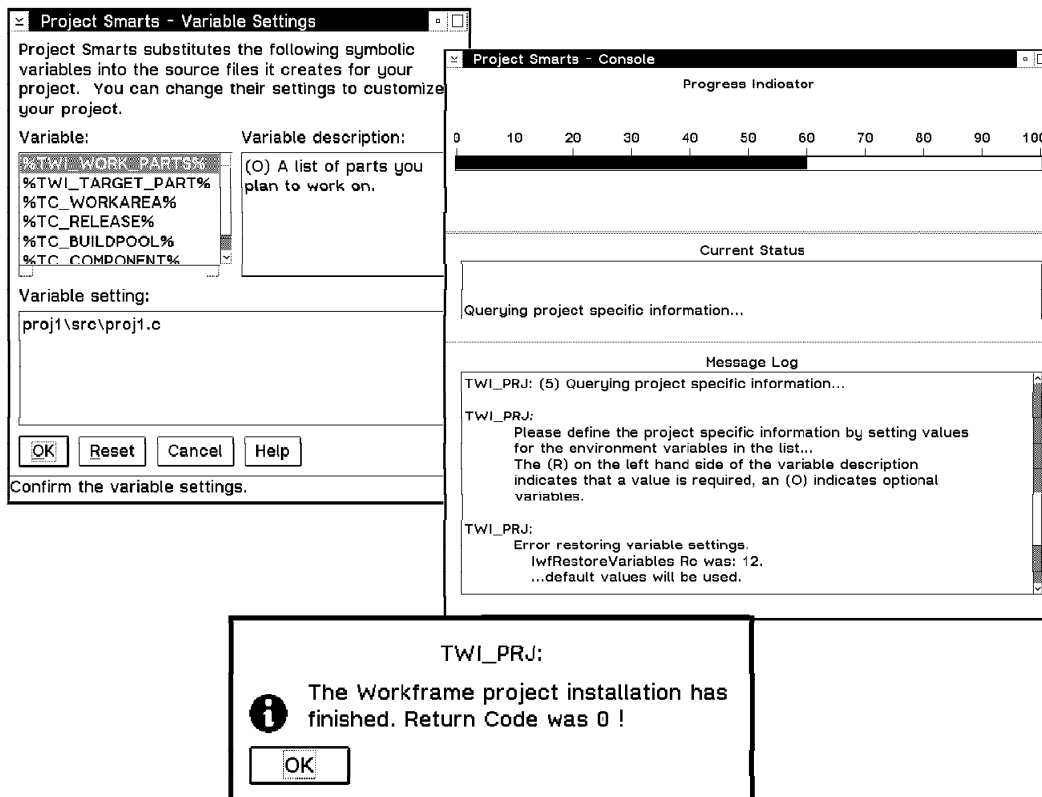 Project Smarts - Variable Settings
Project Smarts substitutes the following symbolic
variables into the source files it creates for your
project. You can change their settings to customize
your project.
Variable:
Variable description:
%TWI_WORK_PARTS%
%TWI_TARGET_PART%
%TC_WORKAREA%
%TC_RELEASE%
%TC_BUILDPOOL%
%TC_COMPONENT%
(O) A list of parts you
plan to work on.
Variable setting:
proj1\src\proj1.c
OK
Reset
Cancel
Help
Confirm the variable settings.
Project Smarts - Console
Progress Indicator
0 10 20 30 40 50 60 70 80 90 100
Current Status
Querying project specific information...
Message Log
TWI_PRJ: (5) Querying project specific information...
TWI_PRJ:
Please define the project specific information by setting values
for the environment variables in the list...
The (R) on the left hand side of the variable description
indicates that a value is required, an (O) indicates optional
variables.
TWI_PRJ:
Error restoring variable settings.
IwfRestoreVariables Rc was: 12.
...default values will be used.
TWI_PRJ:
The Workframe project installation has
finished. Return Code was 0 !
OK